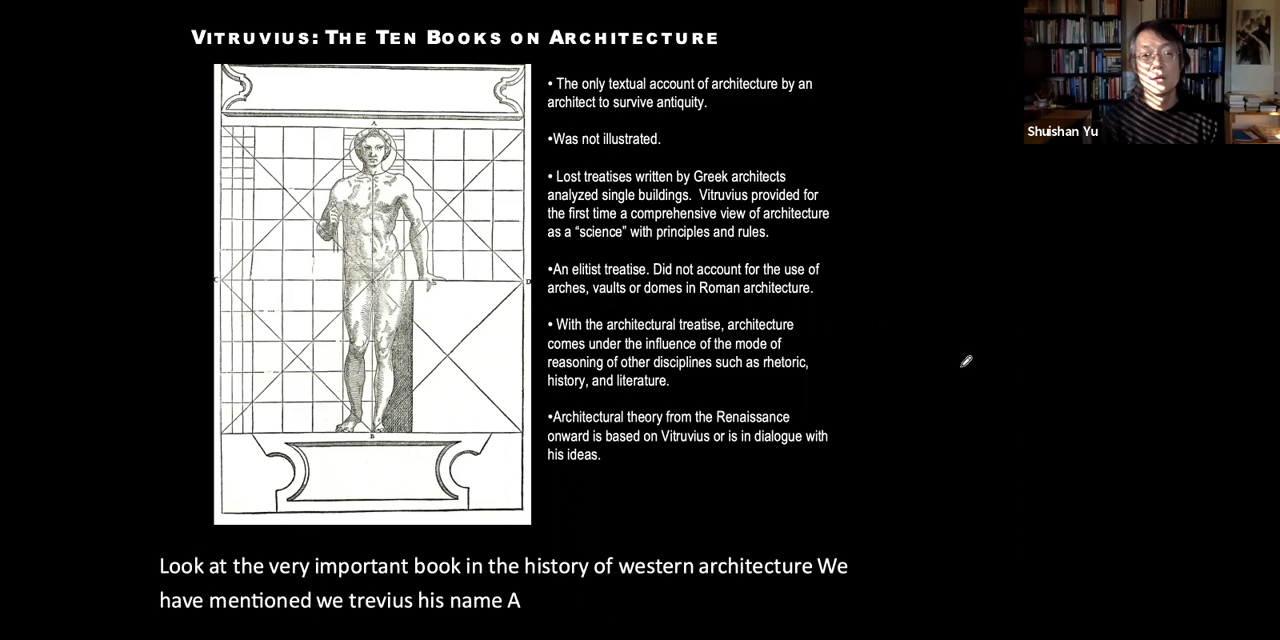 VITRUVIUS: THE TEN BOOKS ON ARCHITECTURE
• The only textual account of architecture by an
architect to survive antiquity.
•Was not illustrated.
• Lost treatises written by Greek architects
analyzed single buildings. Vitruvius provided for
the first time a comprehensive view of architecture
as a “science” with principles and rules.
•An elitist treatise. Did not account for the use of
arches, vaults or domes in Roman architecture.
• With the architectural treatise, architecture
comes under the influence of the mode of
reasoning of other disciplines such as rhetoric,
history, and literature.
•Architectural theory from the Renaissance
onward is based on Vitruvius or is in dialogue with
his ideas.
A
C
D
B
Shuishan Yu
Look at the very important book in the history of western architecture We
have mentioned we trevius his name A